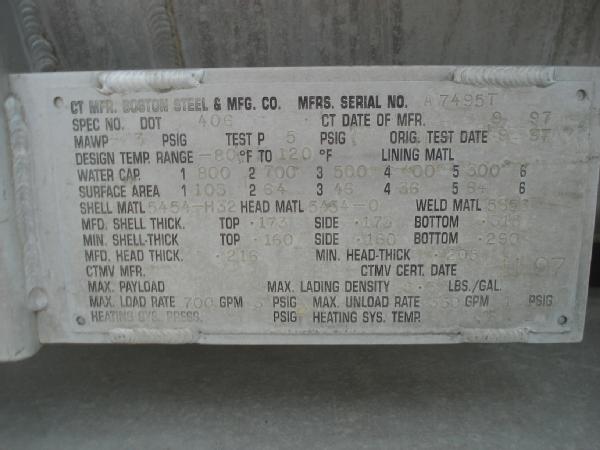 CT MFR. BOSTON STEEL & MFG. CO. MFRS. SERIAL NO. A7495T
SPEC NO. DOT 406 CT DATE OF MFR. 9 97
MAWP 3 PSIG TEST P 5 PSIG ORIG. TEST DATE 9-97
DESIGN TEMP. RANGE -80 °F TO 120 °F LINING MATL
WATER CAP. 1 800 2 700 3 500 4 400 5 300 6
SURFACE AREA 1 105 2 64 3 46 4 36 5 84 6
SHELL MATL 5454-H32 HEAD MATL 5454-0 WELD MATL
MFD. SHELL THICK. TOP .173 SIDE .173 BOTTOM
MIN. SHELL-THICK TOP .160 SIDE .160 BOTTOM .290
MFD. HEAD THICK. .216 MIN. HEAD-THICK .205
CTMV MFR. CTMV CERT. DATE 97
MAX. PAYLOAD MAX. LADING DENSITY LBS./GAL.
MAX. LOAD RATE 700 GPM 3 PSIG MAX. UNLOAD RATE 350 GPM PSIG
HEATING SYS. PRESS. PSIG HEATING SYS. TEMP. °F